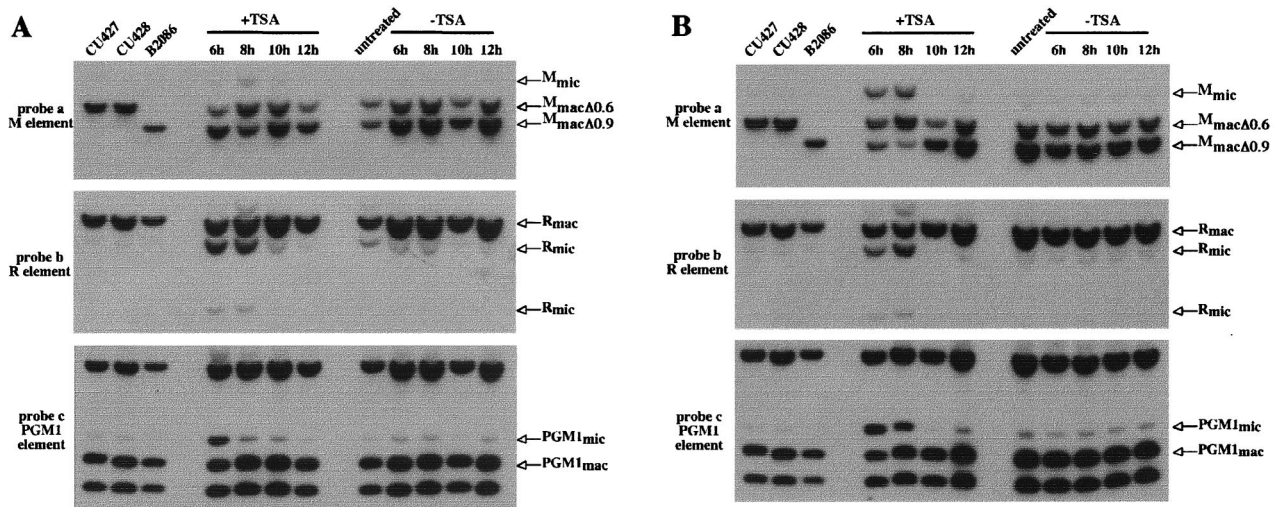 A
CU427
CU428
B2086
+TSA
6h 8h 10h 12h
untreated
-TSA
6h 8h 10h 12h
probe a
M element
Mmic
MmacΔ0.6
MmacΔ0.9
probe b
R element
Rmac
Rmic
Rmic
probe c
PGM1
element
PGM1mic
PGM1mac
B
CU427
CU428
B2086
+TSA
6h 8h 10h 12h
untreated
-TSA
6h 8h 10h 12h
probe a
M element
Mmic
MmacΔ0.6
MmacΔ0.9
probe b
R element
Rmac
Rmic
Rmic
probe c
PGM1
element
PGM1mic
PGM1mac